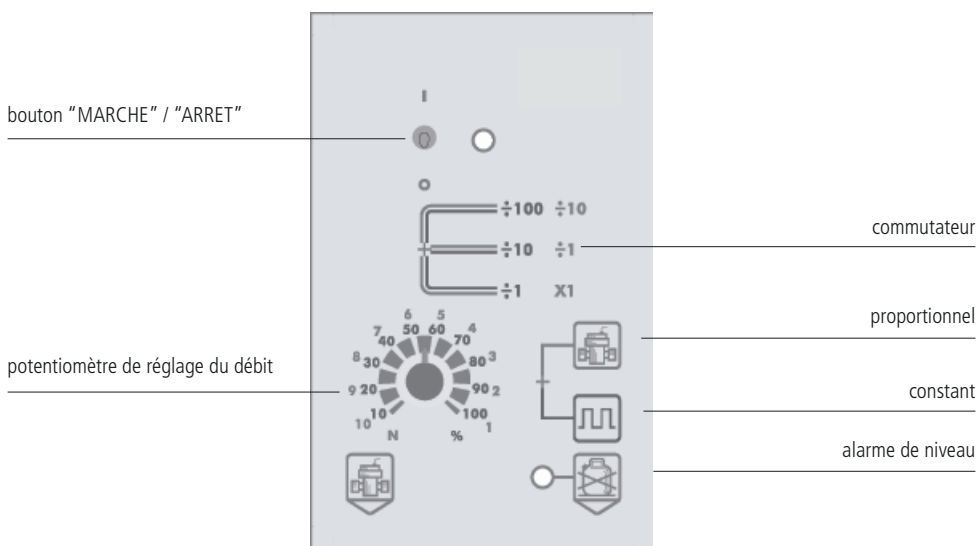 I
bouton “MARCHE” / “ARRET”
O
÷100 ÷10
commutateur
÷10 ÷1
÷1 X1
proportionnel
6 5
7 50 60 4
40 70
8 30 80 3
potentiomètre de réglage du débit
9 20 90 2
constant
10 10 100 1
N %
alarme de niveau